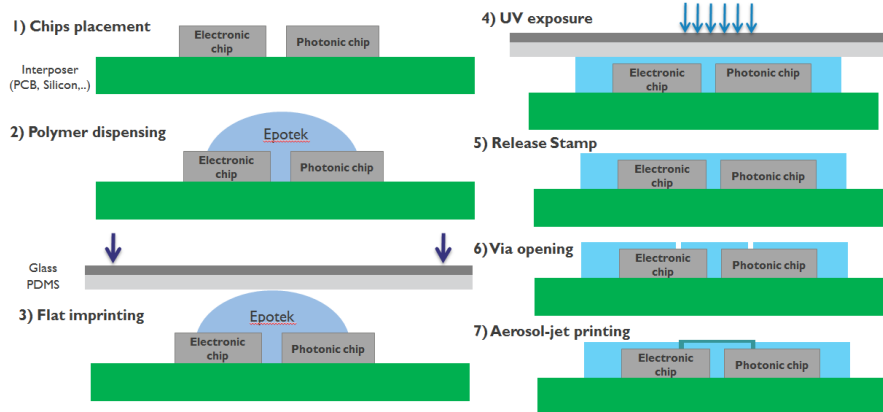 1) Chips placement
Electronic
chip
Photonic chip
Interposer
(PCB, Silicon,..)
2) Polymer dispensing
Epotek
Electronic
chip
Photonic chip
Glass
PDMS
3) Flat imprinting
Epotek
Electronic
chip
Photonic chip
4) UV exposure
Electronic
chip
Photonic chip
5) Release Stamp
Electronic
chip
Photonic chip
6) Via opening
Electronic
chip
Photonic chip
7) Aerosol-jet printing
Electronic
chip
Photonic chip